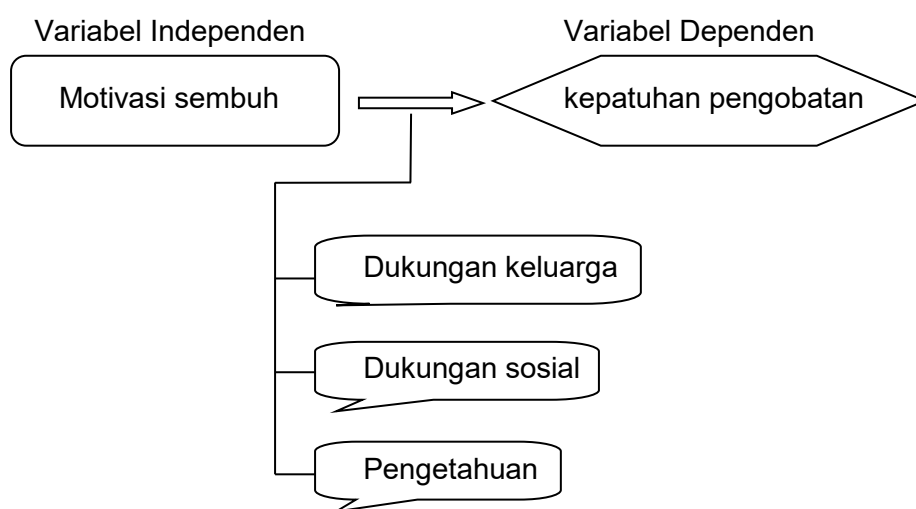 Variabel Independen
Variabel Dependen
Motivasi sembuh
kepatuhan pengobatan
Dukungan keluarga
Dukungan sosial
Pengetahuan